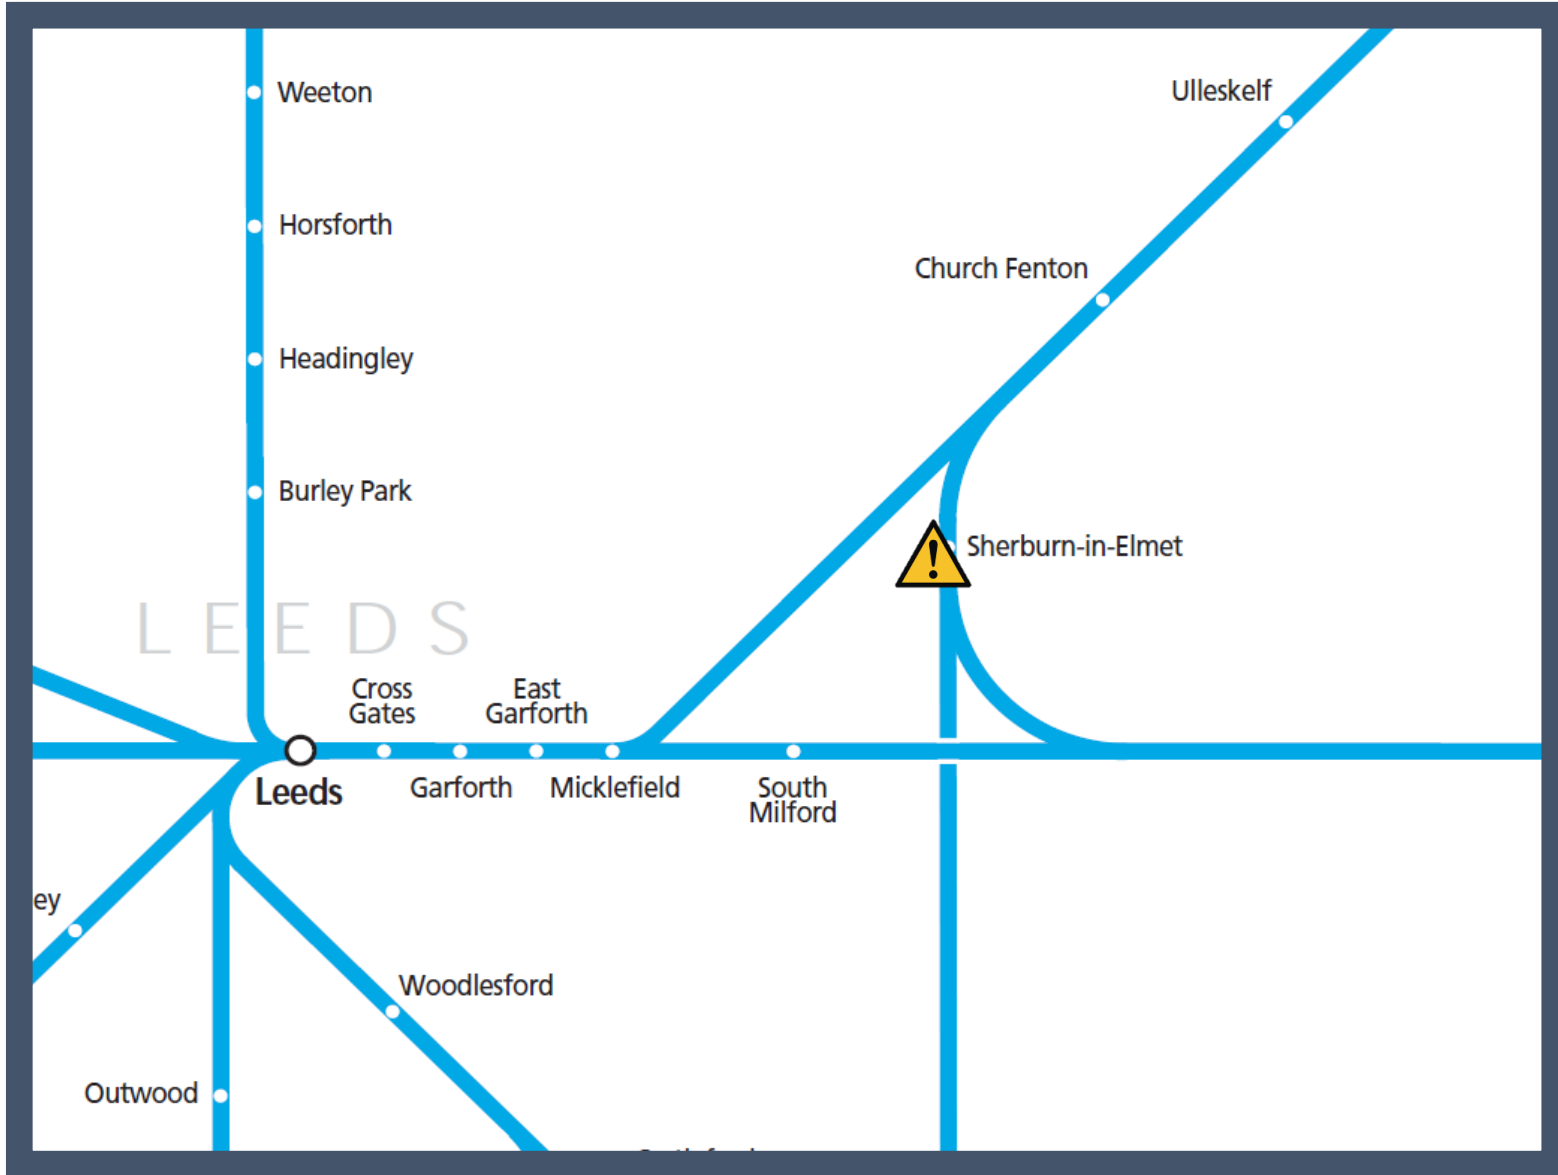 Weeton
Ulleskelf
Horsforth
Church Fenton
Headingley
Burley Park
Sherburn-in-Elmet
LEEDS
Cross
Gates
East
Garforth
Leeds
Garforth
Micklefield
South
Milford
ey
Woodlesford
Outwood